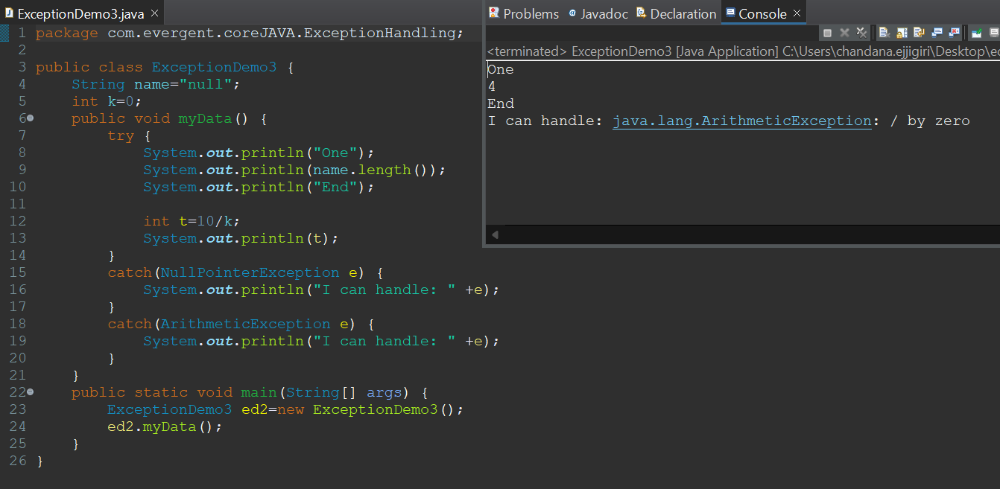 ExceptionDemo3.java
1 package com.evergent.coreJAVA.ExceptionHandling;
2
3 public class ExceptionDemo3 {
4     String name="null";
5     int k=0;
6     public void myData() {
7         try {
8             System.out.println("One");
9             System.out.println(name.length());
10             System.out.println("End");
11
12             int t=10/k;
13             System.out.println(t);
14         }
15         catch(NullPointerException e) {
16             System.out.println("I can handle: " +e);
17         }
18         catch(ArithmeticException e) {
19             System.out.println("I can handle: " +e);
20         }
21     }
22     public static void main(String[] args) {
23         ExceptionDemo3 ed2=new ExceptionDemo3();
24         ed2.myData();
25     }
26 }
Problems @ Javadoc Declaration Console
<terminated> ExceptionDemo3 [Java Application] C:\Users\chandana.ejjigiri\Desktop\ec
One
4
End
I can handle: java.lang.ArithmeticException: / by zero